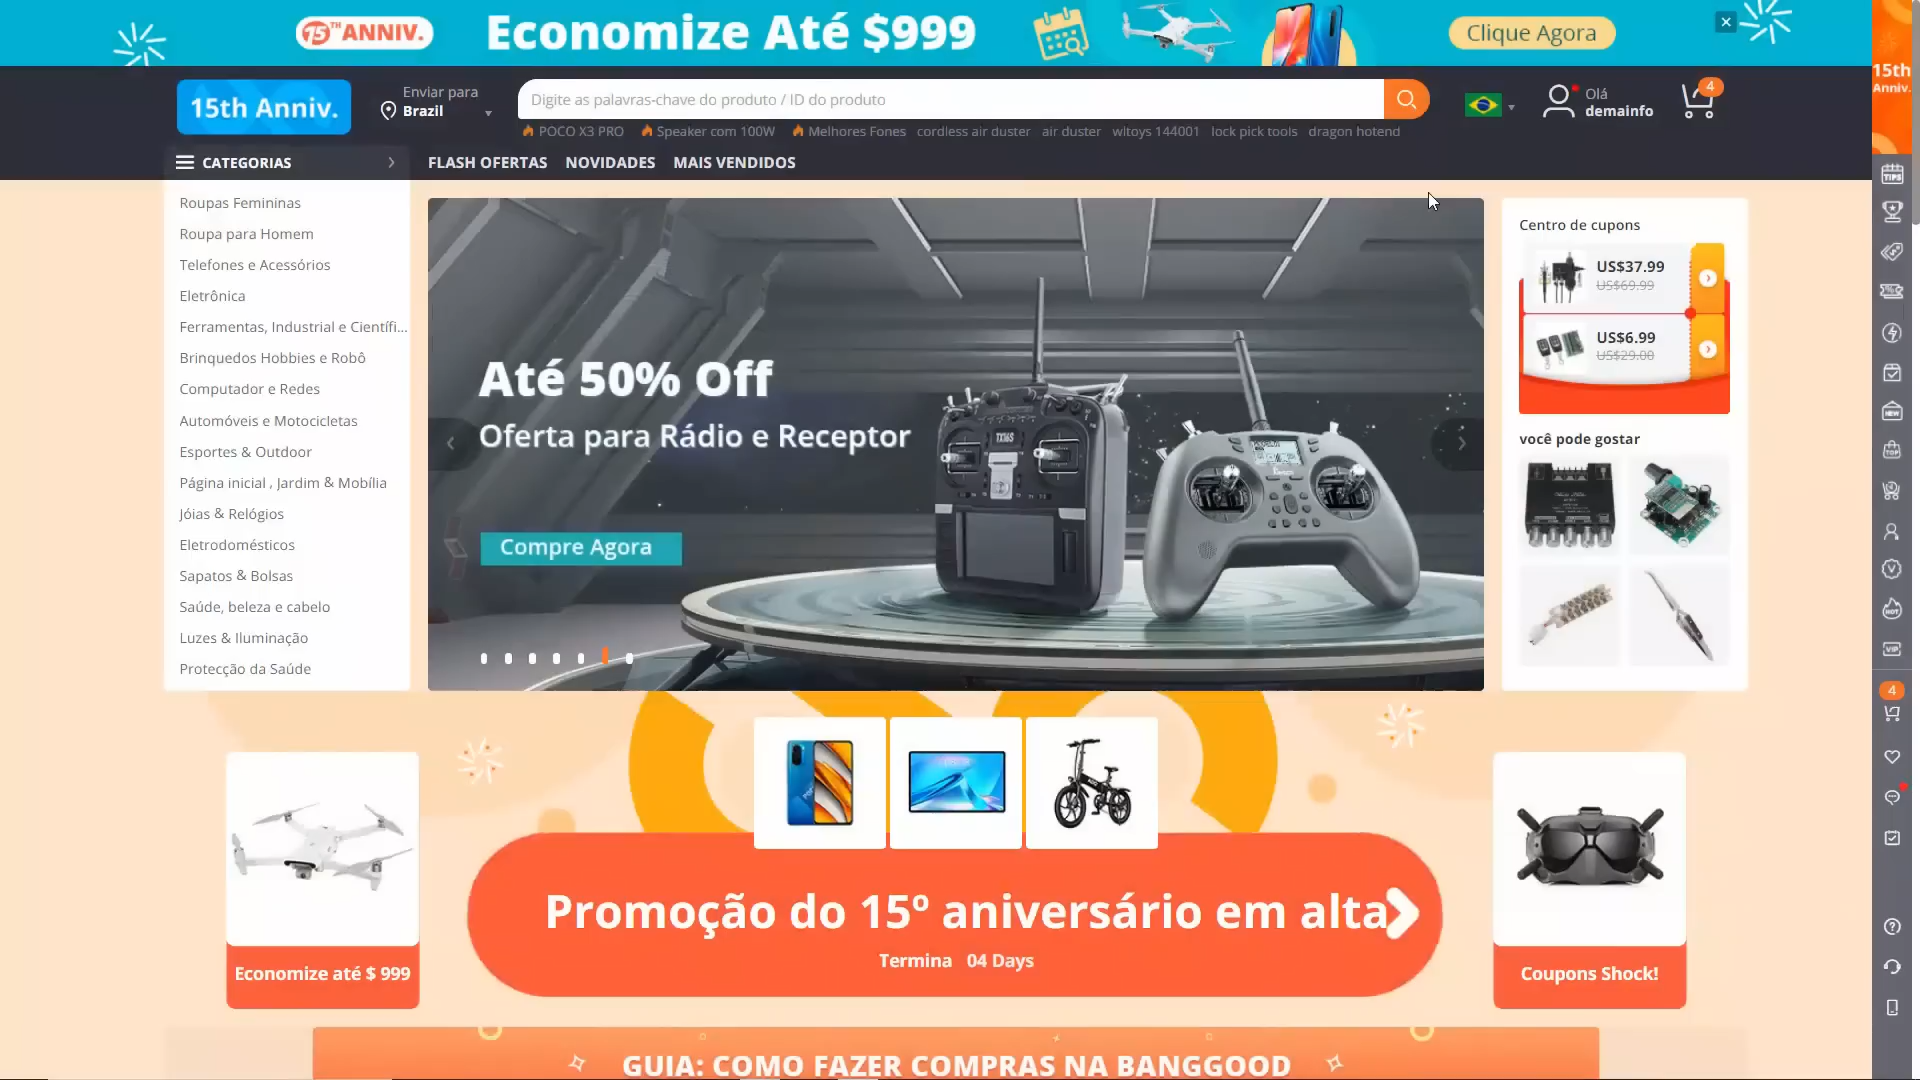 15TH ANNIV.
Economize Até $999
Clique Agora
15th Anniv.
15th Anniv.
Enviar para
Brazil
Digite as palavras-chave do produto / ID do produto
POCO X3 PRO Speaker com 100W Melhores Fones cordless air duster air duster wltoys 144001 lock pick tools dragon hotend
Olá
demainfo
4
CATEGORIAS
FLASH OFERTAS NOVIDADES MAIS VENDIDOS
Roupas Femininas
Roupa para Homem
Telefones e Acessórios
Eletrônica
Ferramentas, Industrial e Científi...
Brinquedos Hobbies e Robô
Computador e Redes
Automóveis e Motocicletas
Esportes & Outdoor
Página inicial , Jardim & Mobília
Jóias & Relógios
Eletrodomésticos
Sapatos & Bolsas
Saúde, beleza e cabelo
Luzes & Iluminação
Protecção da Saúde
Até 50% Off
Oferta para Rádio e Receptor
Compre Agora
TX16S
Centro de cupons
US$37.99
US$69.99
US$6.99
US$29.00
você pode gostar
TIPS
NEW
TOP
HOT
VIP
4
Economize até $ 999
Promoção do 15º aniversário em alta
Termina 04 Days
Coupons Shock!
GUIA: COMO FAZER COMPRAS NA BANGGOOD